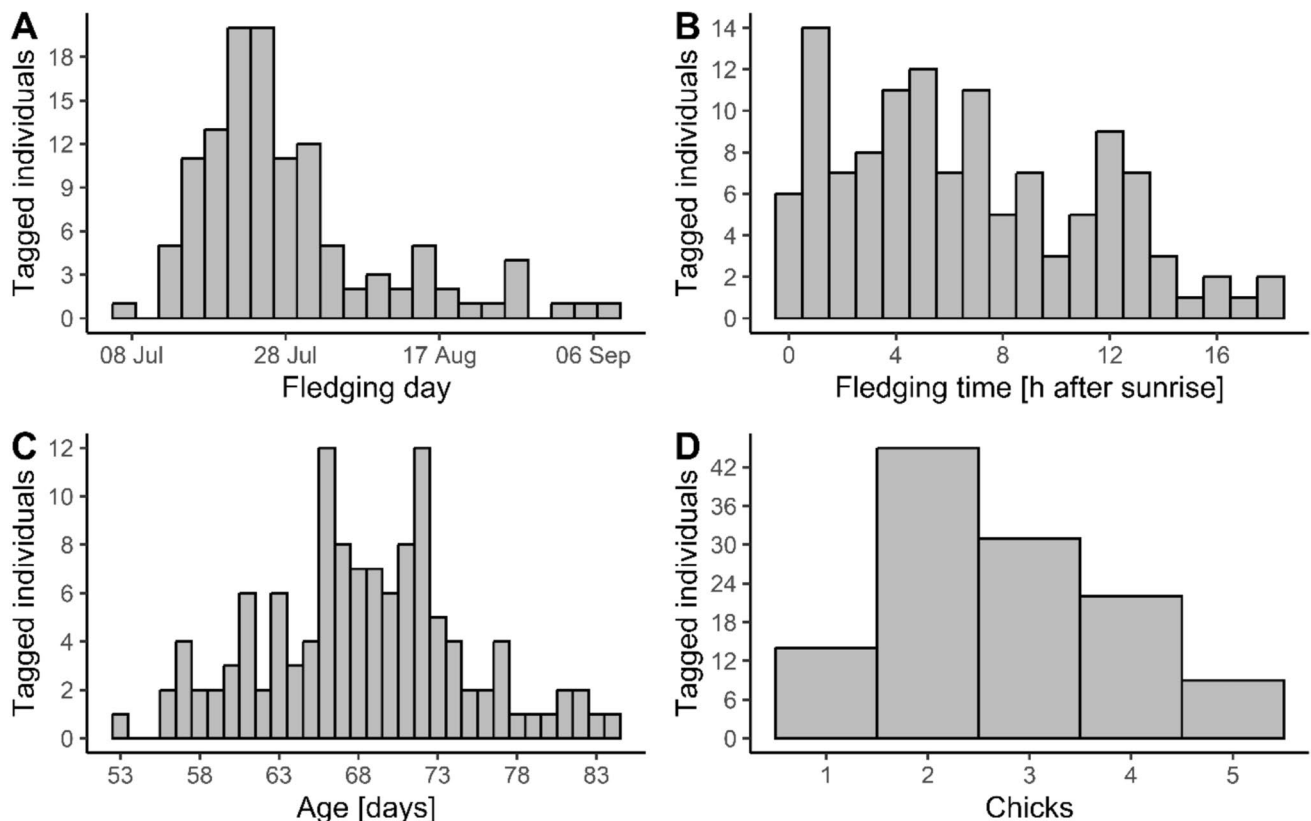 A
Tagged individuals
18
15
12
9
6
3
0
08 Jul 28 Jul 17 Aug 06 Sep
Fledging day
B
Tagged individuals
14
12
10
8
6
4
2
0
0 4 8 12 16
Fledging time [h after sunrise]
C
Tagged individuals
12
10
8
6
4
2
0
53 58 63 68 73 78 83
Age [days]
D
Tagged individuals
42
36
30
24
18
12
6
0
1 2 3 4 5
Chicks